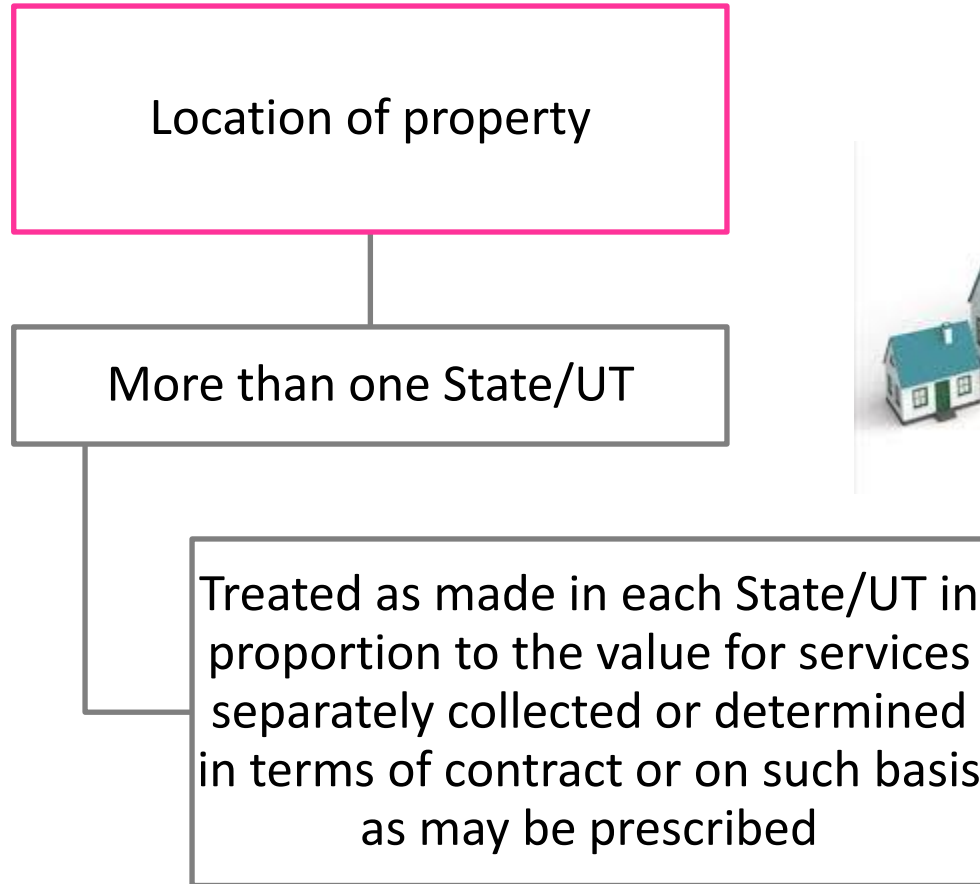 Location of property
More than one State/UT
Treated as made in each State/UT in
proportion to the value for services
separately collected or determined
in terms of contract or on such basis
as may be prescribed